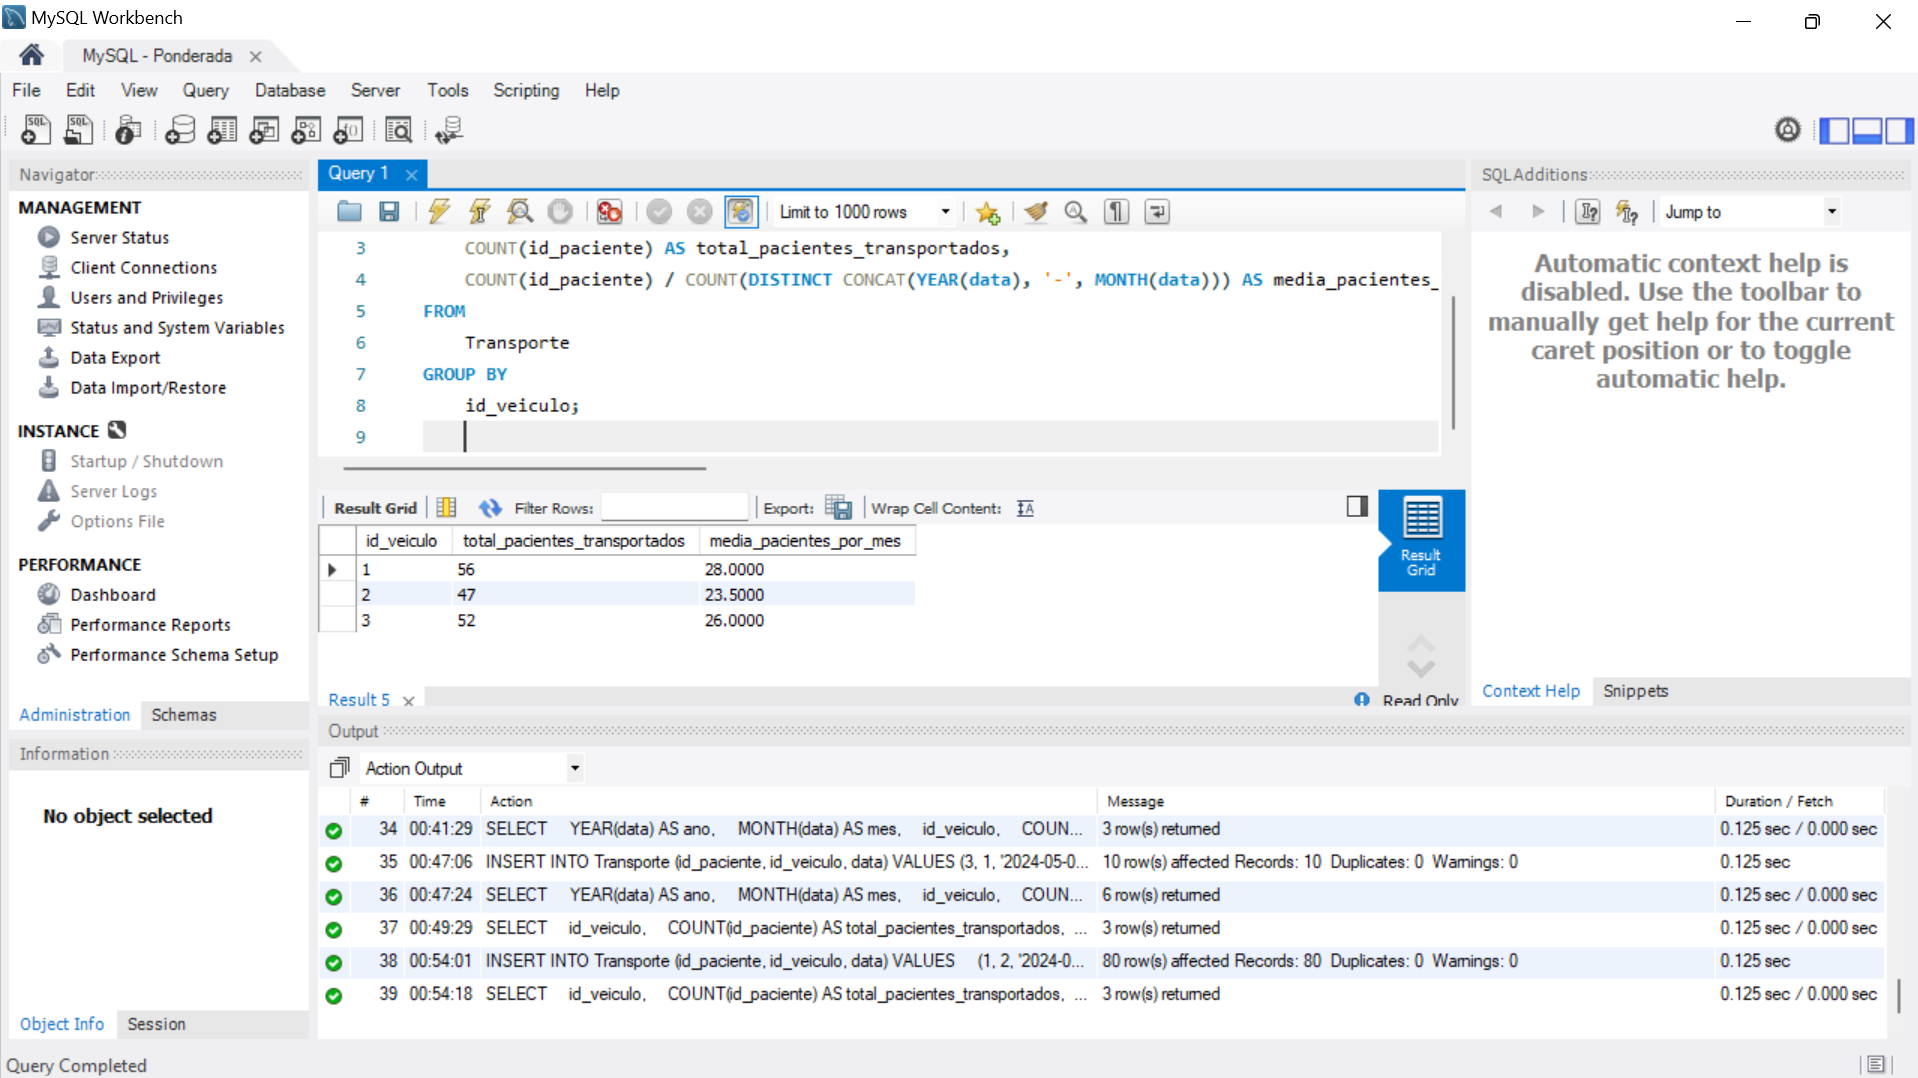 MySQL Workbench
MySQL - Ponderada
File Edit View Query Database Server Tools Scripting Help
Navigator
MANAGEMENT
Server Status
Client Connections
Users and Privileges
Status and System Variables
Data Export
Data Import/Restore
INSTANCE
Startup / Shutdown
Server Logs
Options File
PERFORMANCE
Dashboard
Performance Reports
Performance Schema Setup
Administration Schemas
Information
No object selected
Object Info Session
Query Completed
Query 1
Limit to 1000 rows
3 COUNT(id_paciente) AS total_pacientes_transportados,
4 COUNT(id_paciente) / COUNT(DISTINCT CONCAT(YEAR(data), '-', MONTH(data))) AS media_pacientes_
5 FROM
6 Transporte
7 GROUP BY
8 id_veiculo;
9
Result Grid Filter Rows: Export: Wrap Cell Content:
id_veiculo total_pacientes_transportados media_pacientes_por_mes
1 56 28.0000
2 47 23.5000
3 52 26.0000
Result
Grid
Result 5
Read Only
SQLAdditions
Jump to
Automatic context help is
disabled. Use the toolbar to
manually get help for the current
caret position or to toggle
automatic help.
Context Help Snippets
Output
Action Output
# Time Action Message Duration / Fetch
34 00:41:29 SELECT YEAR(data) AS ano, MONTH(data) AS mes, id_veiculo, COUN... 3 row(s) returned 0.125 sec / 0.000 sec
35 00:47:06 INSERT INTO Transporte (id_paciente, id_veiculo, data) VALUES (3, 1, '2024-05-0... 10 row(s) affected Records: 10 Duplicates: 0 Warnings: 0 0.125 sec
36 00:47:24 SELECT YEAR(data) AS ano, MONTH(data) AS mes, id_veiculo, COUN... 6 row(s) returned 0.125 sec / 0.000 sec
37 00:49:29 SELECT id_veiculo, COUNT(id_paciente) AS total_pacientes_transportados, ... 3 row(s) returned 0.125 sec / 0.000 sec
38 00:54:01 INSERT INTO Transporte (id_paciente, id_veiculo, data) VALUES (1, 2, '2024-0... 80 row(s) affected Records: 80 Duplicates: 0 Warnings: 0 0.125 sec
39 00:54:18 SELECT id_veiculo, COUNT(id_paciente) AS total_pacientes_transportados, ... 3 row(s) returned 0.125 sec / 0.000 sec